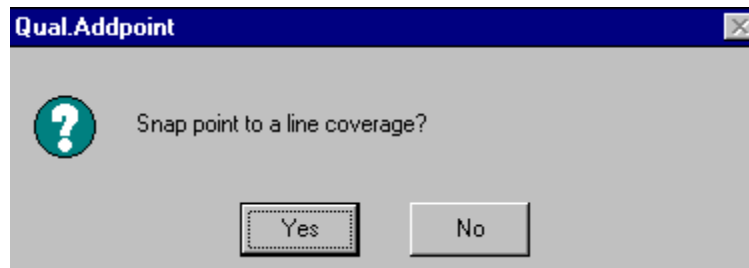 Qual.Addpoint
Snap point to a line coverage?
Yes No